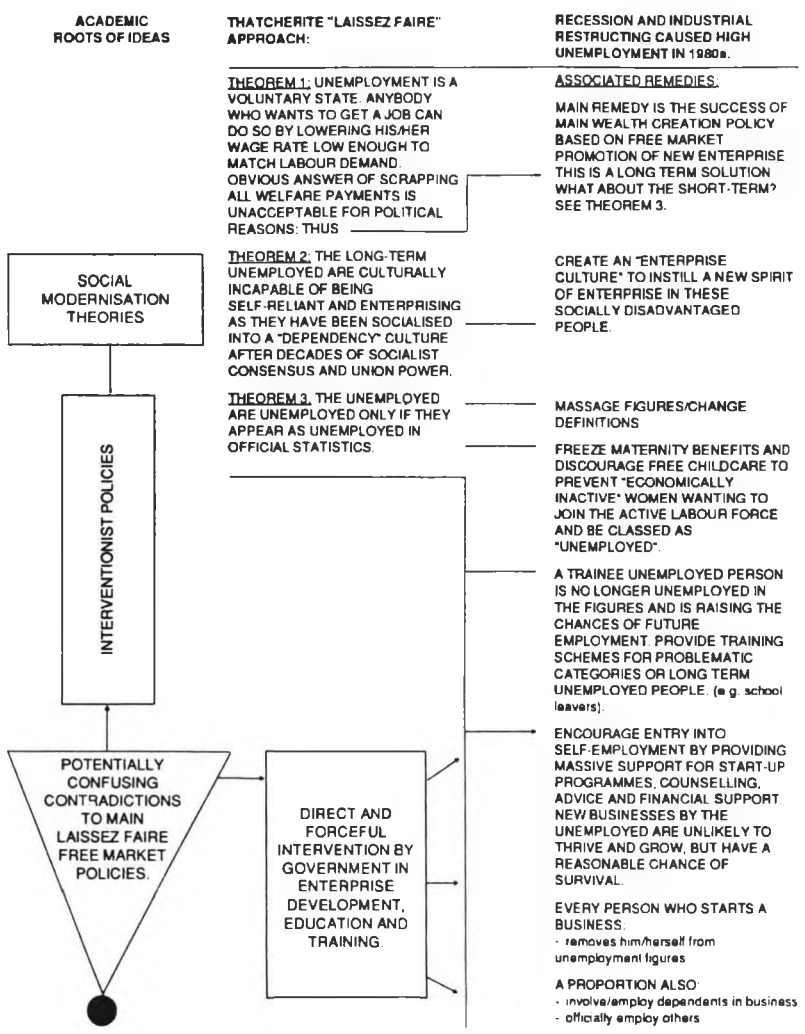 ACADEMIC
ROOTS OF IDEAS
THATCHERITE "LAISSEZ FAIRE"
APPROACH:
RECESSION AND INDUSTRIAL
RESTRUCTING CAUSED HIGH
UNEMPLOYMENT IN 1980s.
THEOREM 1: UNEMPLOYMENT IS A
VOLUNTARY STATE. ANYBODY
WHO WANTS TO GET A JOB CAN
DO SO BY LOWERING HIS/HER
WAGE RATE LOW ENOUGH TO
MATCH LABOUR DEMAND.
OBVIOUS ANSWER OF SCRAPPING
ALL WELFARE PAYMENTS IS
UNACCEPTABLE FOR POLITICAL
REASONS: THUS
ASSOCIATED REMEDIES:
MAIN REMEDY IS THE SUCCESS OF
MAIN WEALTH CREATION POLICY
BASED ON FREE MARKET
PROMOTION OF NEW ENTERPRISE
THIS IS A LONG TERM SOLUTION
WHAT ABOUT THE SHORT-TERM?
SEE THEOREM 3.
SOCIAL
MODERNISATION
THEORIES
THEOREM 2: THE LONG-TERM
UNEMPLOYED ARE CULTURALLY
INCAPABLE OF BEING
SELF-RELIANT AND ENTERPRISING
AS THEY HAVE BEEN SOCIALISED
INTO A "DEPENDENCY" CULTURE
AFTER DECADES OF SOCIALIST
CONSENSUS AND UNION POWER.
CREATE AN "ENTERPRISE
CULTURE" TO INSTILL A NEW SPIRIT
OF ENTERPRISE IN THESE
SOCIALLY DISADVANTAGED
PEOPLE.
THEOREM 3. THE UNEMPLOYED
ARE UNEMPLOYED ONLY IF THEY
APPEAR AS UNEMPLOYED IN
OFFICIAL STATISTICS.
MASSAGE FIGURES/CHANGE
DEFINITIONS
FREEZE MATERNITY BENEFITS AND
DISCOURAGE FREE CHILDCARE TO
PREVENT "ECONOMICALLY
INACTIVE" WOMEN WANTING TO
JOIN THE ACTIVE LABOUR FORCE
AND BE CLASSED AS
"UNEMPLOYED".
INTERVENTIONIST POLICIES
A TRAINEE UNEMPLOYED PERSON
IS NO LONGER UNEMPLOYED IN
THE FIGURES AND IS RAISING THE
CHANCES OF FUTURE
EMPLOYMENT. PROVIDE TRAINING
SCHEMES FOR PROBLEMATIC
CATEGORIES OR LONG TERM
UNEMPLOYED PEOPLE. (e g. school
leavers).
POTENTIALLY
CONFUSING
CONTRADICTIONS
TO MAIN
LAISSEZ FAIRE
FREE MARKET
POLICIES.
DIRECT AND
FORCEFUL
INTERVENTION BY
GOVERNMENT IN
ENTERPRISE
DEVELOPMENT,
EDUCATION AND
TRAINING.
ENCOURAGE ENTRY INTO
SELF-EMPLOYMENT BY PROVIDING
MASSIVE SUPPORT FOR START-UP
PROGRAMMES, COUNSELLING,
ADVICE AND FINANCIAL SUPPORT
NEW BUSINESSES BY THE
UNEMPLOYED ARE UNLIKELY TO
THRIVE AND GROW, BUT HAVE A
REASONABLE CHANCE OF
SURVIVAL.
EVERY PERSON WHO STARTS A
BUSINESS:
- removes him/herself from
unemployment figures
A PROPORTION ALSO:
- involve/employ dependents in business
- officially employ others